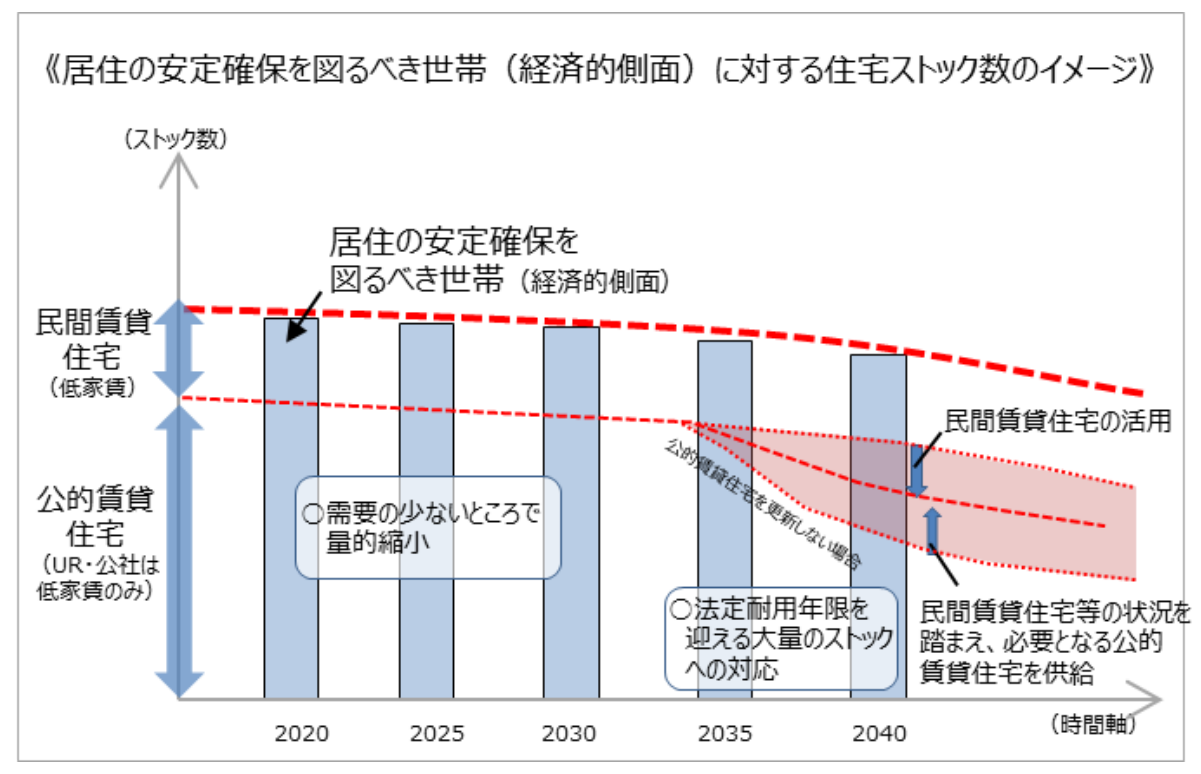 《居住の安定確保を図るべき世帯（経済的側面）に対する住宅ストック数のイメージ》
（ストック数）
居住の安定確保を
図るべき世帯（経済的側面）
民間賃貸
住宅
（低家賃）
公的賃貸
住宅
（UR・公社は
低家賃のみ）
○需要の少ないところで
量的縮小
公的賃貸住宅を更新しない場合
民間賃貸住宅の活用
○法定耐用年限を
迎える大量のストック
への対応
民間賃貸住宅等の状況を
踏まえ、必要となる公的
賃貸住宅を供給
2020
2025
2030
2035
2040
（時間軸）